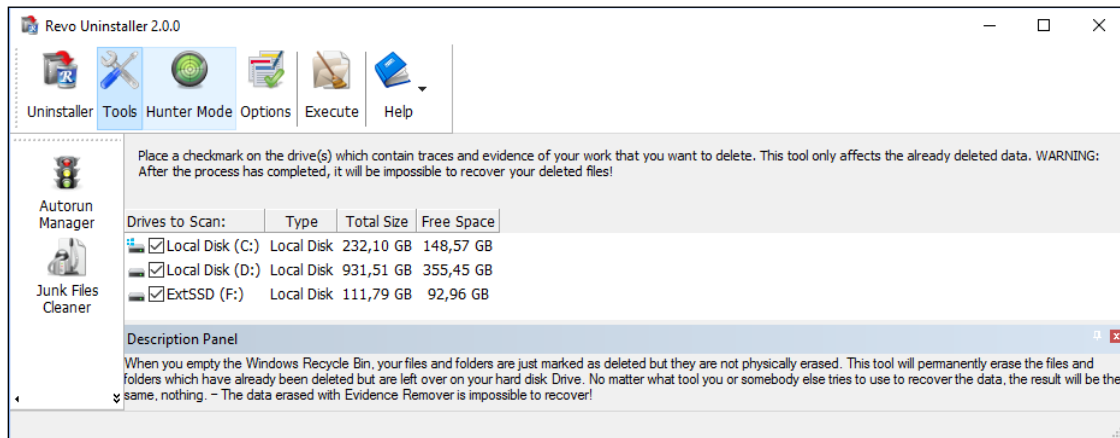 Revo Uninstaller 2.0.0
Uninstaller Tools Hunter Mode Options Execute Help
Place a checkmark on the drive(s) which contain traces and evidence of your work that you want to delete. This tool only affects the already deleted data. WARNING:
After the process has completed, it will be impossible to recover your deleted files!
Autorun
Manager
Junk Files
Cleaner
Drives to Scan: Type Total Size Free Space
Local Disk (C:) Local Disk 232,10 GB 148,57 GB
Local Disk (D:) Local Disk 931,51 GB 355,45 GB
ExtSSD (F:) Local Disk 111,79 GB 92,96 GB
Description Panel
When you empty the Windows Recycle Bin, your files and folders are just marked as deleted but they are not physically erased. This tool will permanently erase the files and
folders which have already been deleted but are left over on your hard disk Drive. No matter what tool you or somebody else tries to use to recover the data, the result will be the
same, nothing. – The data erased with Evidence Remover is impossible to recover!